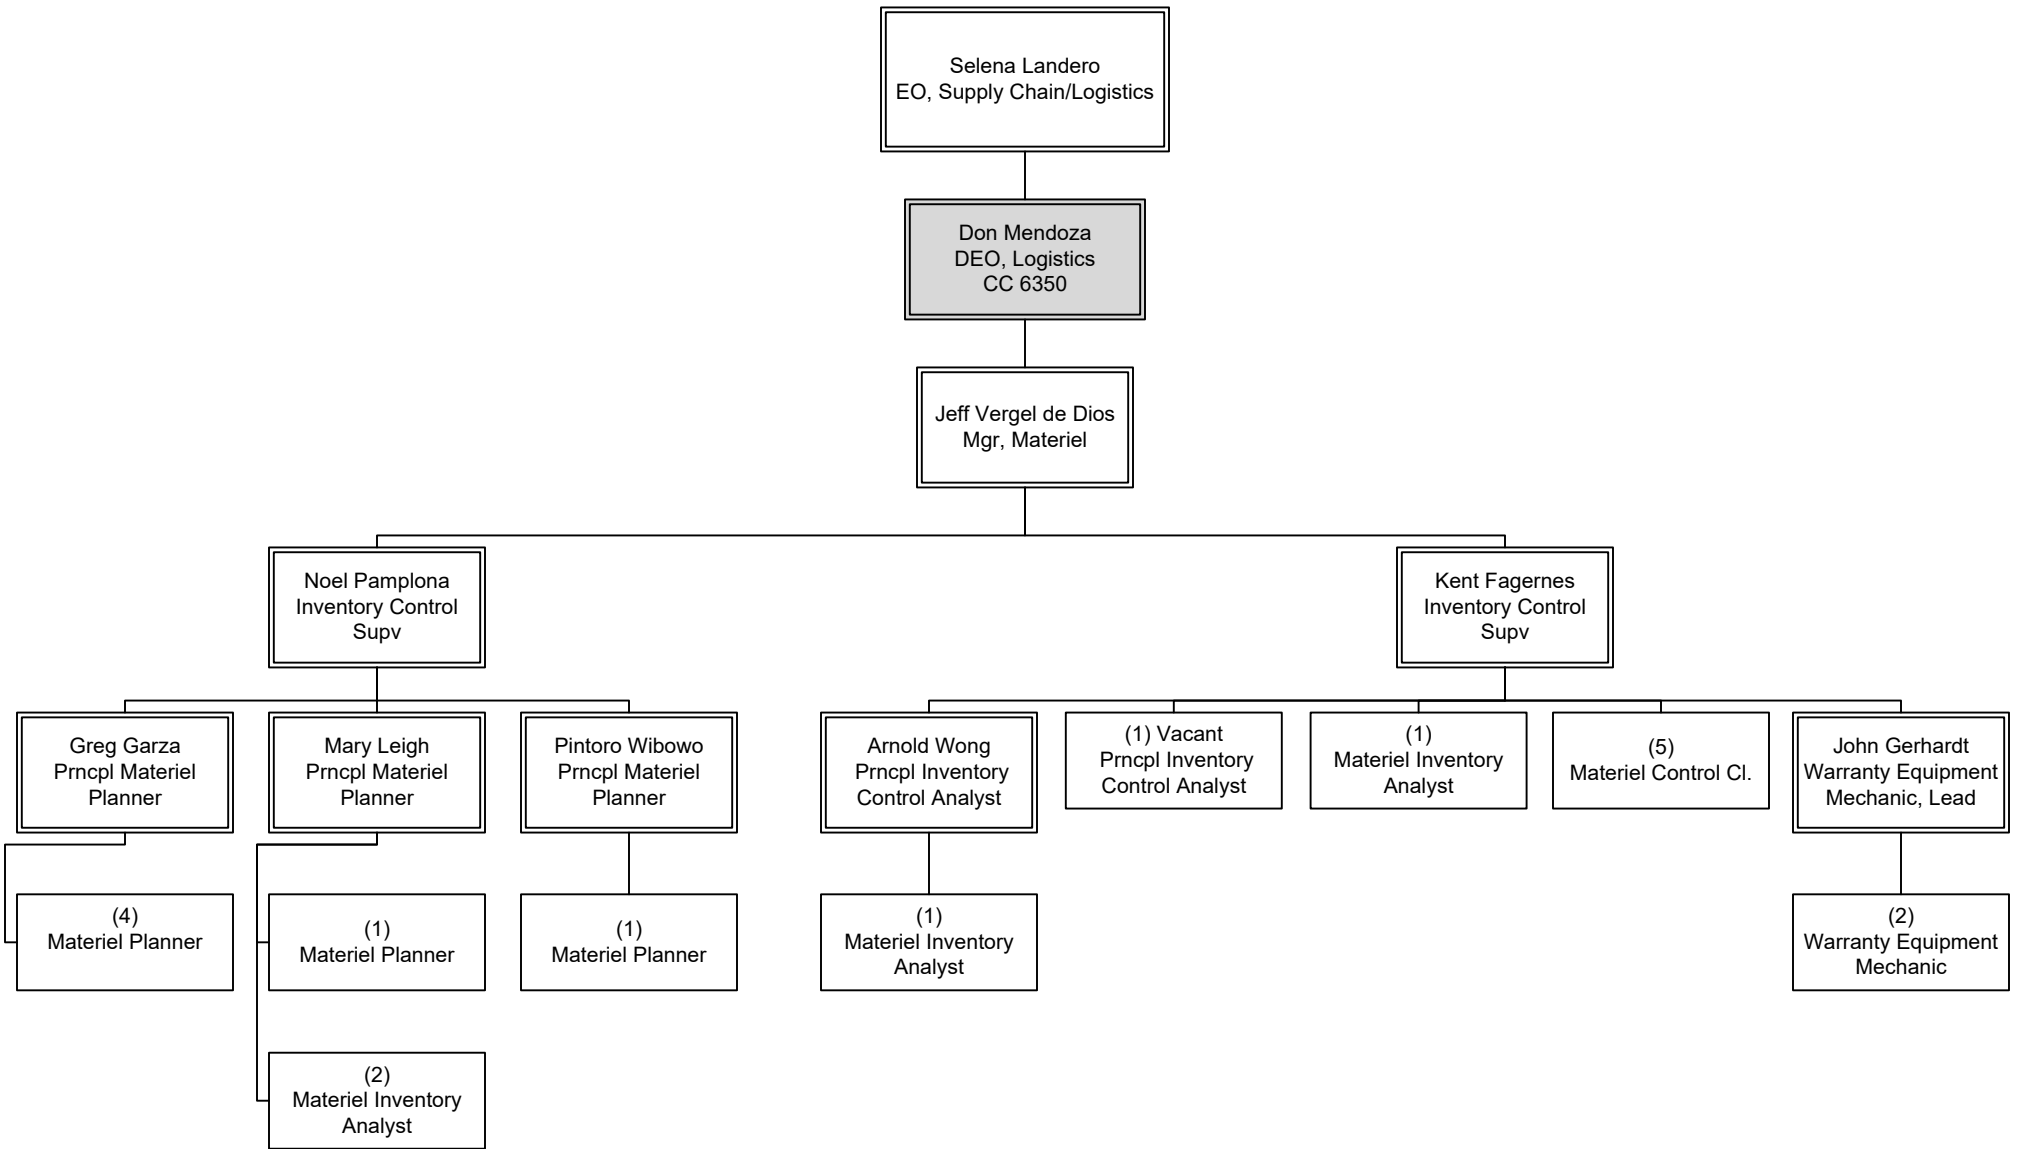 Selena Landero
EO, Supply Chain/Logistics
Don Mendoza
DEO, Logistics
CC 6350
Jeff Vergel de Dios
Mgr, Materiel
Noel Pamplona
Inventory Control
Supv
Kent Fagernes
Inventory Control
Supv
Greg Garza
Prncpl Materiel
Planner
Mary Leigh
Prncpl Materiel
Planner
Pintoro Wibowo
Prncpl Materiel
Planner
Arnold Wong
Prncpl Inventory
Control Analyst
(1) Vacant
Prncpl Inventory
Control Analyst
(1)
Materiel Inventory
Analyst
(5)
Materiel Control Cl.
John Gerhardt
Warranty Equipment
Mechanic, Lead
(4)
Materiel Planner
(1)
Materiel Planner
(1)
Materiel Planner
(1)
Materiel Inventory
Analyst
(2)
Warranty Equipment
Mechanic
(2)
Materiel Inventory
Analyst